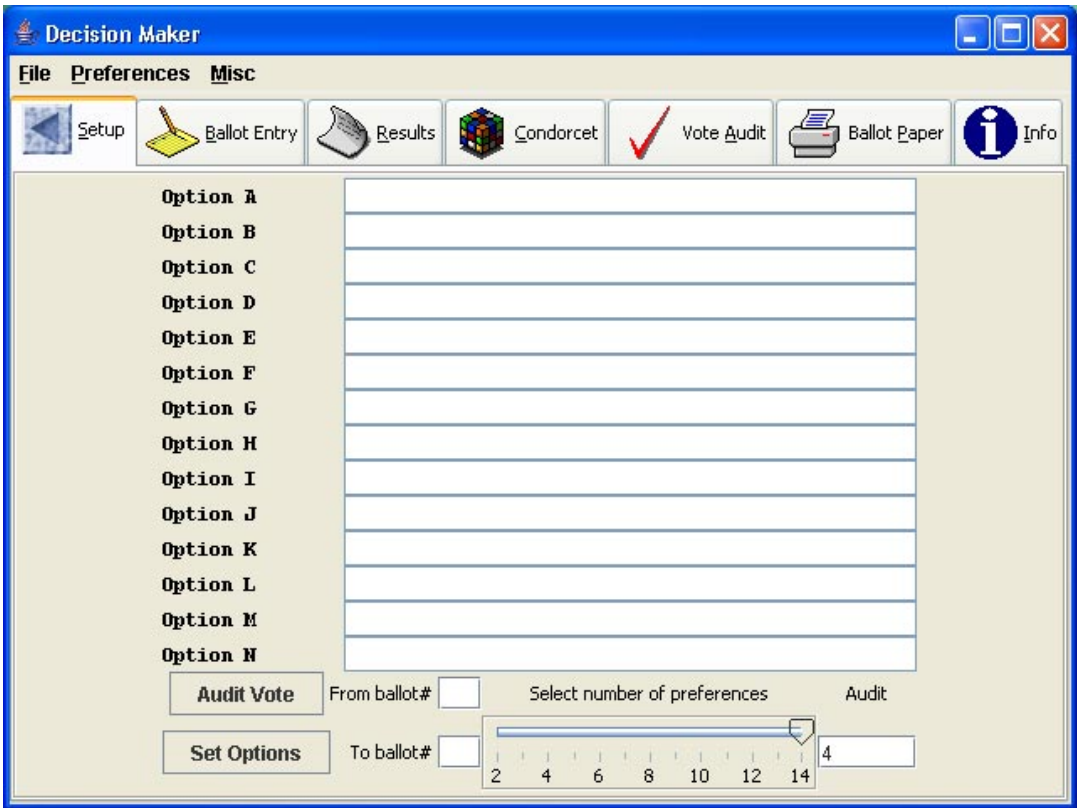 Decision Maker
File Preferences Misc
Setup Ballot Entry Results Condorcet Vote Audit Ballot Paper Info
Option A
Option B
Option C
Option D
Option E
Option F
Option G
Option H
Option I
Option J
Option K
Option L
Option M
Option N
Audit Vote From ballot# Select number of preferences Audit
Set Options To ballot# 4
2 4 6 8 10 12 14